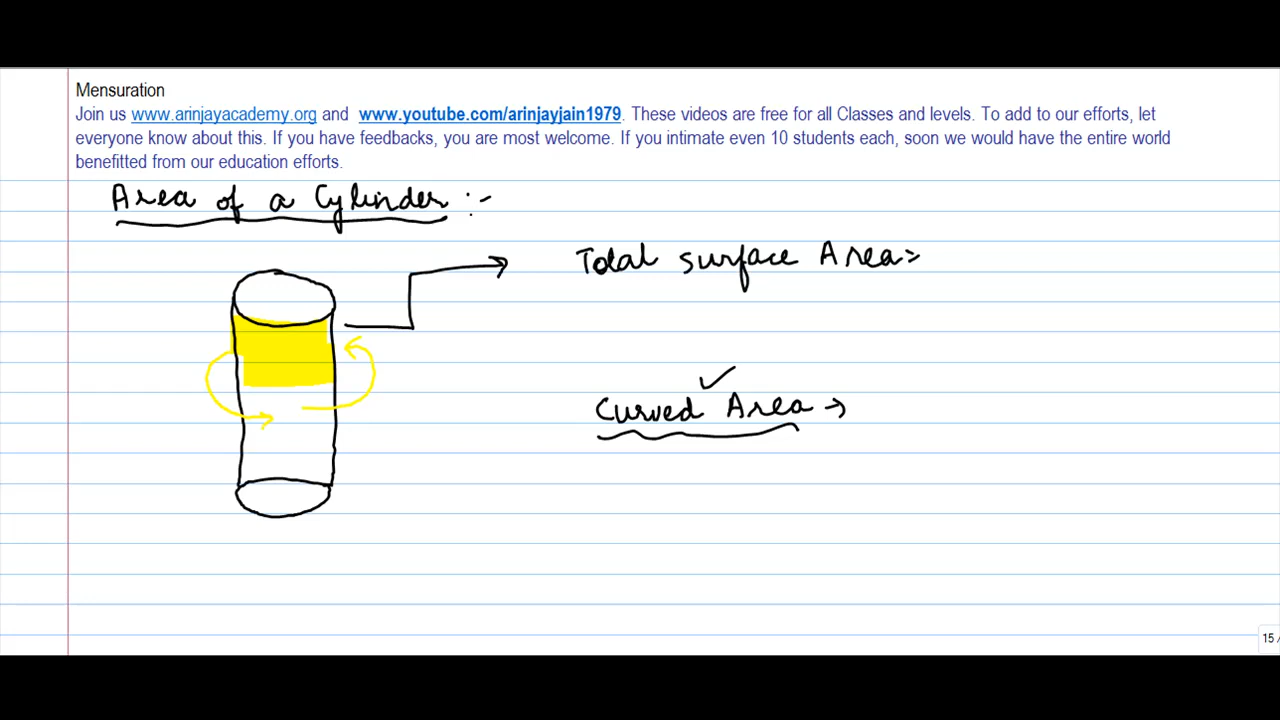 Mensuration
Join us www.arinjayacademy.org and www.youtube.com/arinjayjain1979. These videos are free for all Classes and levels. To add to our efforts, let
everyone know about this. If you have feedbacks, you are most welcome. If you intimate even 10 students each, soon we would have the entire world
benefitted from our education efforts.
Area of a Cylinder :-
Total surface Area =
Curved Area →
15/